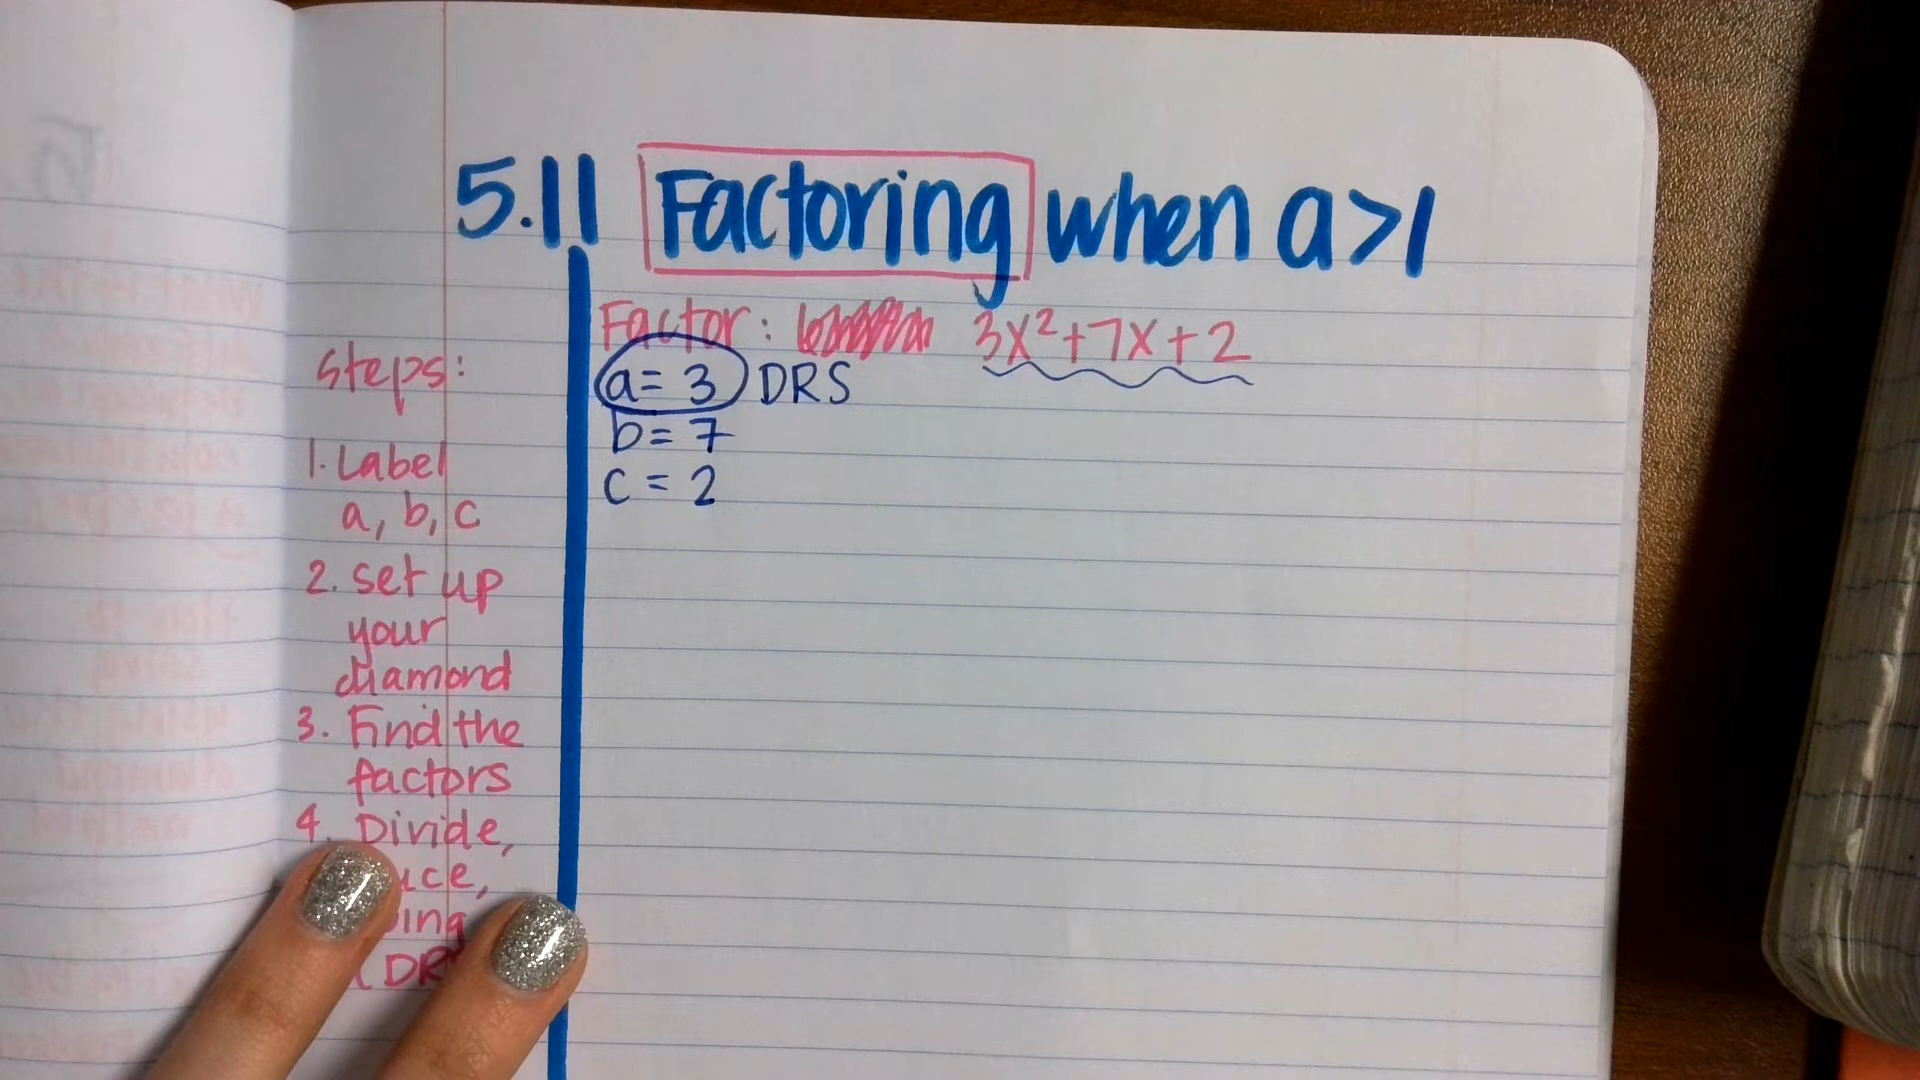 5.11 Factoring when a>1
Factor: 3x²+7x+2
a=3 DRS
b=7
c=2
Steps:
1. Label
a, b, c
2. set up
your
diamond
3. Find the
factors
4. Divide,